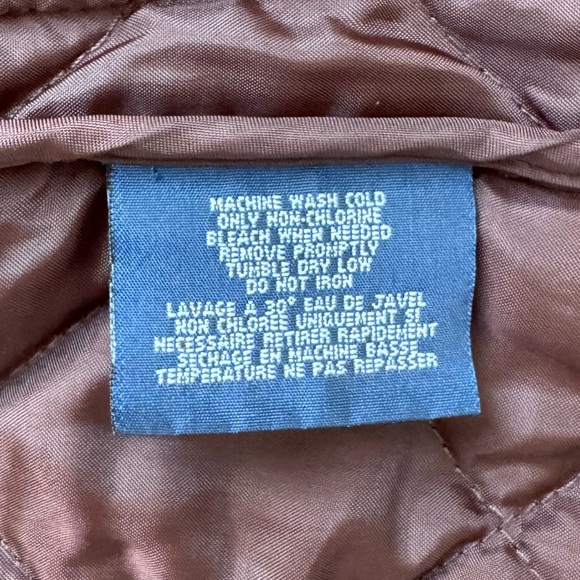 MACHINE WASH COLD
ONLY NON-CHLORINE
BLEACH WHEN NEEDED
REMOVE PROMPTLY
TUMBLE DRY LOW
DO NOT IRON
LAVAGE A 30° EAU DE JAVEL
NON CHLOREE UNIQUEMENT SI
NECESSAIRE RETIRER RAPIDEMENT
SECHAGE EN MACHINE BASSE
TEMPERATURE NE PAS REPASSER